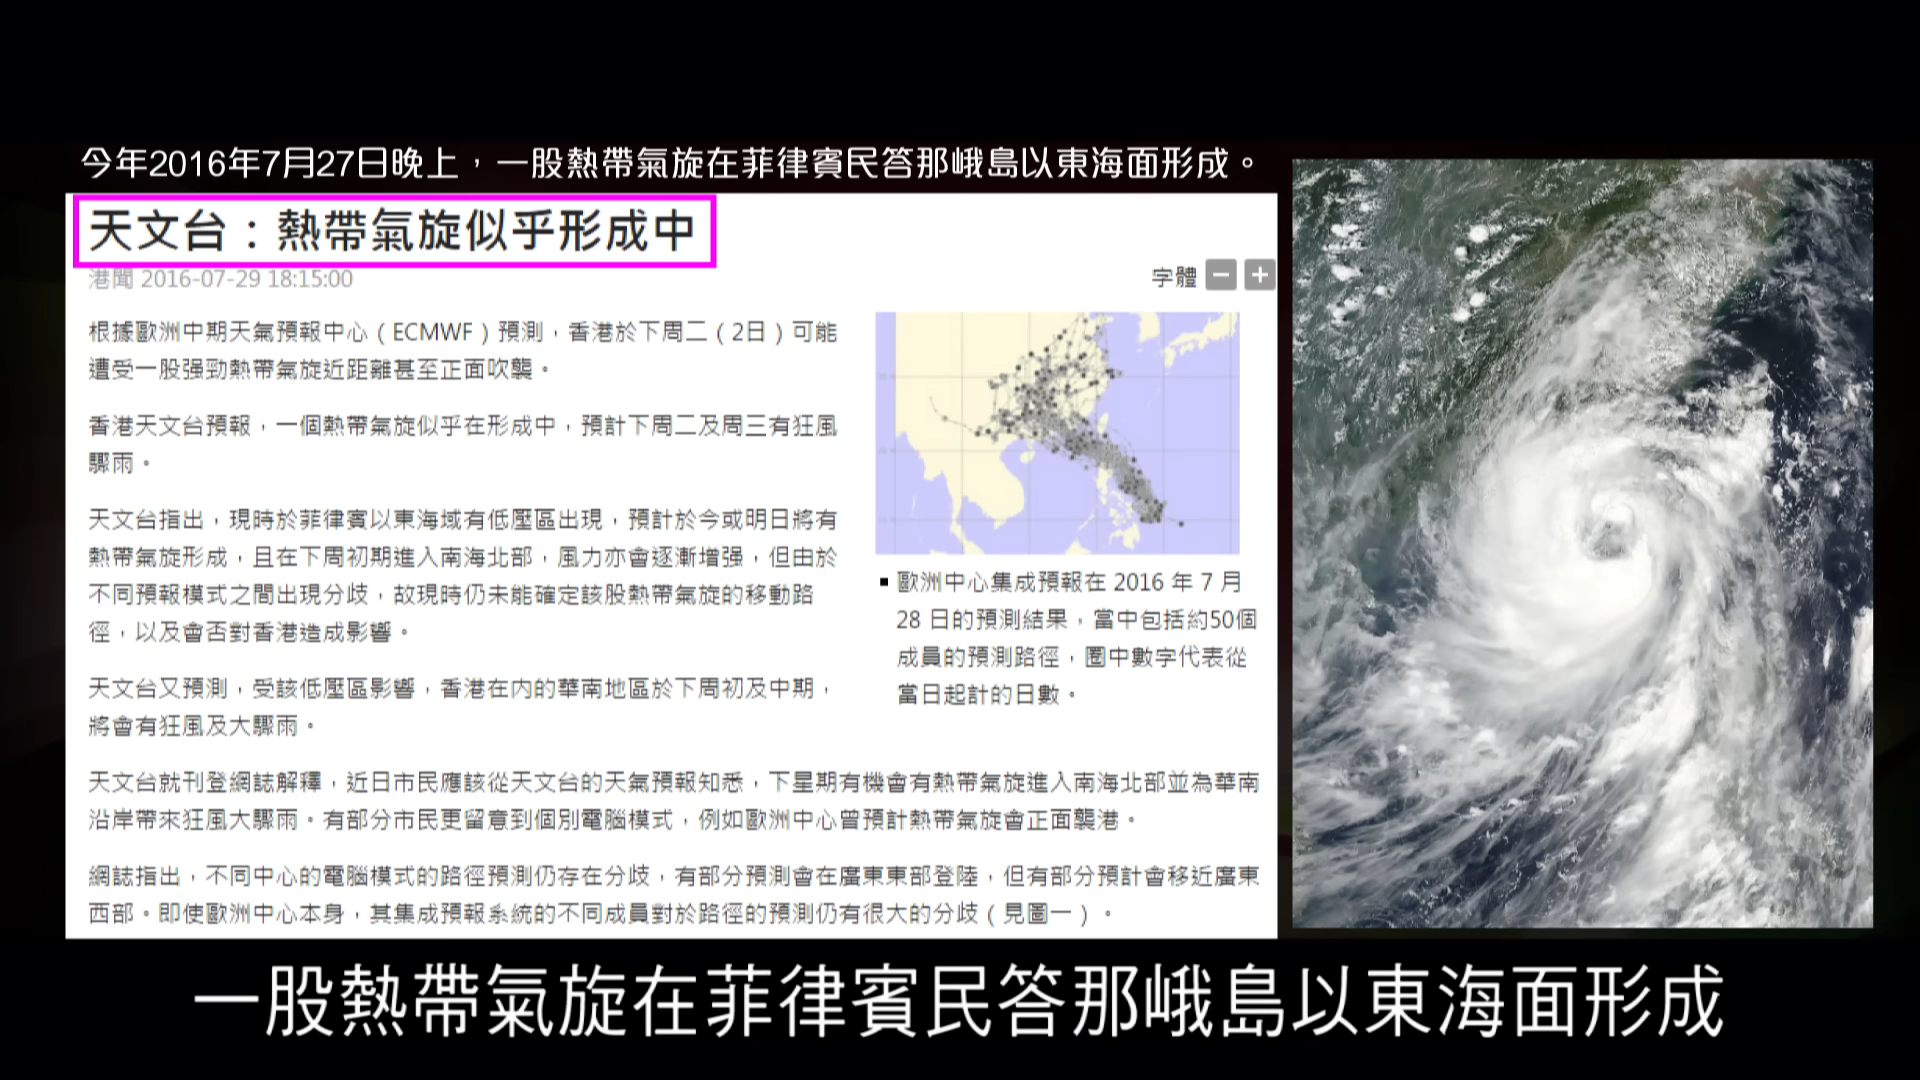 今年2016年7月27日晚上，一股熱帶氣旋在菲律賓民答那峨島以東海面形成。
天文台：熱帶氣旋似乎形成中
港聞 2016-07-29 18:15:00
字體 − +
根據歐洲中期天氣預報中心（ECMWF）預測，香港於下周二（2日）可能
遭受一股强勁熱帶氣旋近距離甚至正面吹襲。
香港天文台預報，一個熱帶氣旋似乎在形成中，預計下周二及周三有狂風
驟雨。
天文台指出，現時於菲律賓以東海域有低壓區出現，預計於今或明日將有
熱帶氣旋形成，且在下周初期進入南海北部，風力亦會逐漸增强，但由於
不同預報模式之間出現分歧，故現時仍未能確定該股熱帶氣旋的移動路
徑，以及會否對香港造成影響。
天文台又預測，受該低壓區影響，香港在內的華南地區於下周初及中期，
將會有狂風及大驟雨。
■ 歐洲中心集成預報在 2016 年 7 月
28 日的預測結果，當中包括約50個
成員的預測路徑，圈中數字代表從
當日起計的日數。
天文台就刊登網誌解釋，近日市民應該從天文台的天氣預報知悉，下星期有機會有熱帶氣旋進入南海北部並為華南
沿岸帶來狂風大驟雨。有部分市民更留意到個別電腦模式，例如歐洲中心曾預計熱帶氣旋會正面襲港。
網誌指出，不同中心的電腦模式的路徑預測仍存在分歧，有部分預測會在廣東東部登陸，但有部分預計會移近廣東
西部。即使歐洲中心本身，其集成預報系統的不同成員對於路徑的預測仍有很大的分歧（見圖一）。
一股熱帶氣旋在菲律賓民答那峨島以東海面形成